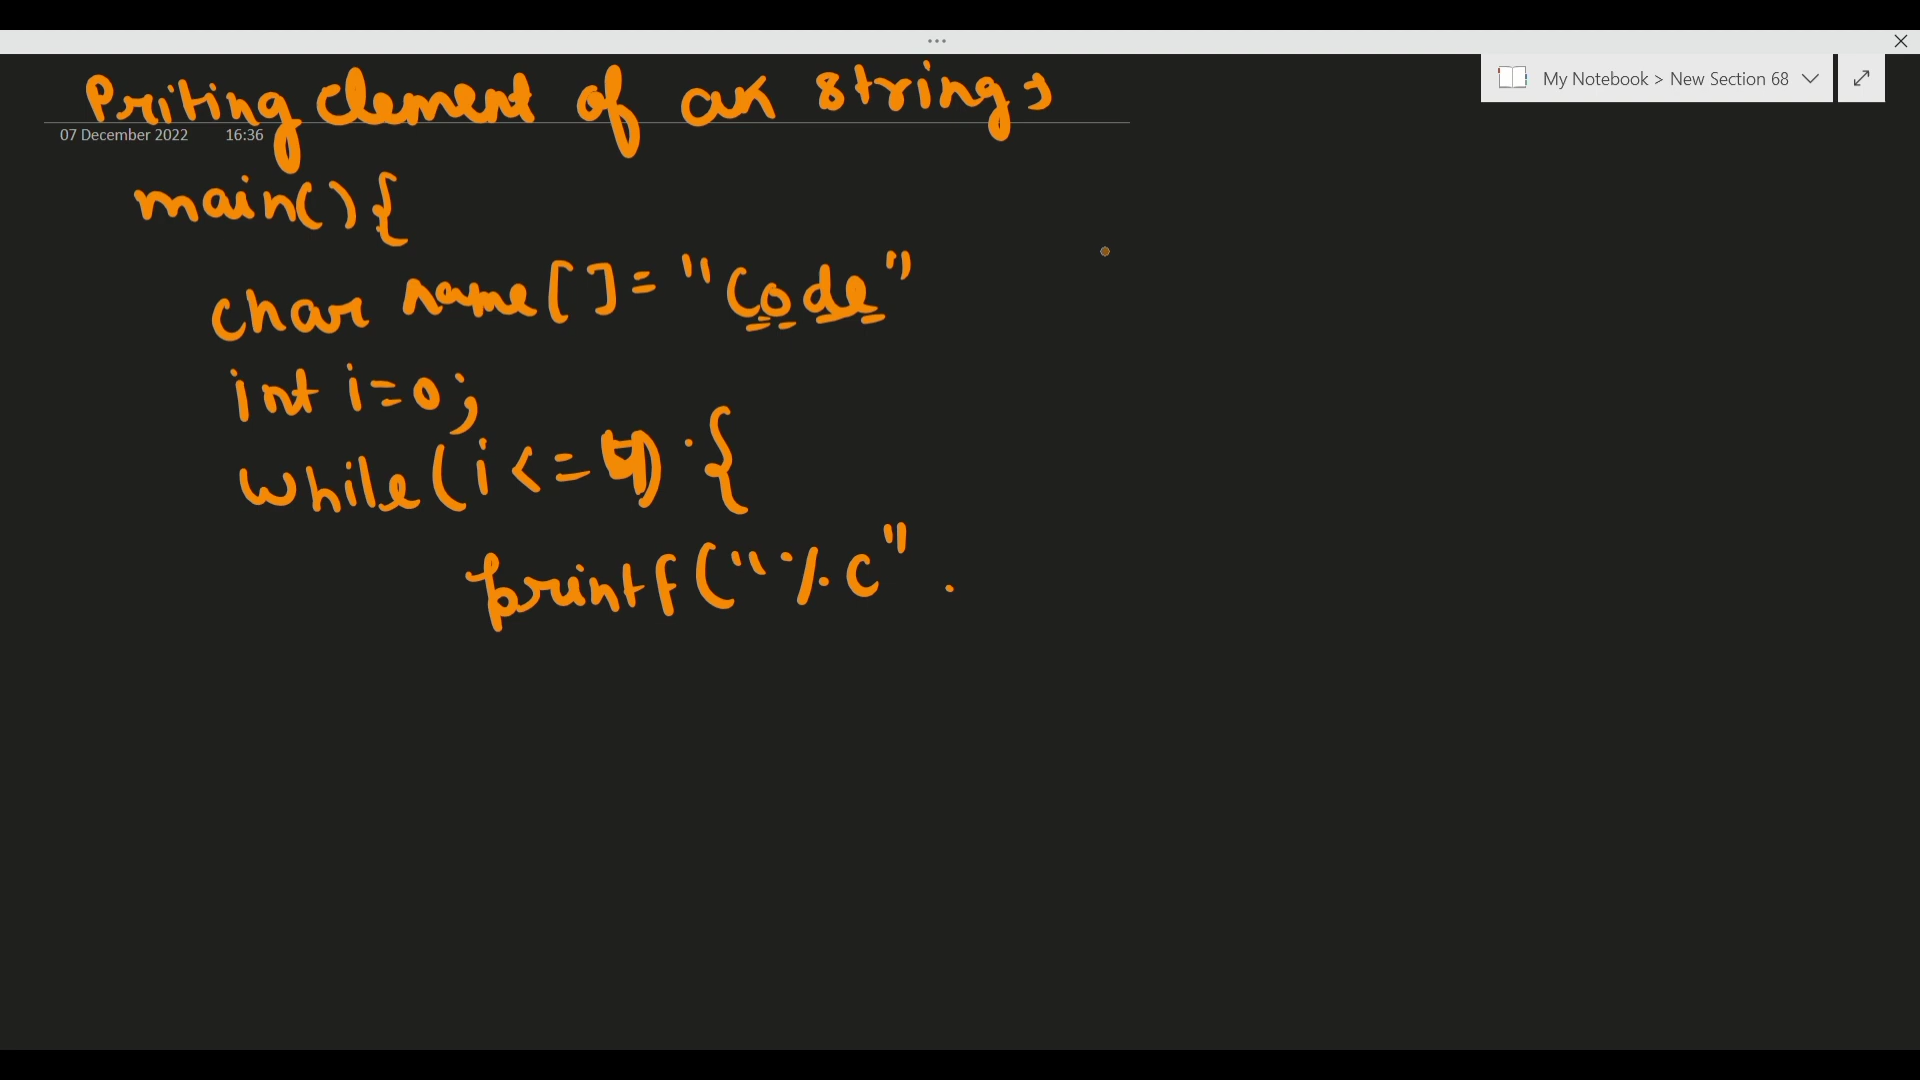 My Notebook > New Section 68
Priting element of an strings
07 December 2022 16:36
main(){
char name[]="Code"
int i=0;
while(i<=4) {
printf("%c"